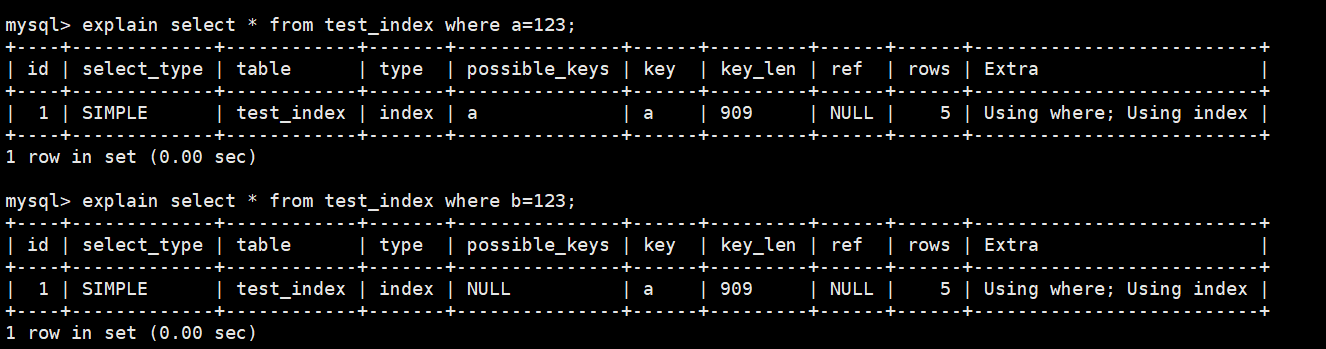 mysql> explain select * from test_index where a=123;
+----+-------------+------------+-------+---------------+------+---------+------+------+--------------------------+
| id | select_type | table      | type  | possible_keys | key  | key_len | ref  | rows | Extra                    |
+----+-------------+------------+-------+---------------+------+---------+------+------+--------------------------+
|  1 | SIMPLE      | test_index | index | a             | a    | 909     | NULL |    5 | Using where; Using index |
+----+-------------+------------+-------+---------------+------+---------+------+------+--------------------------+
1 row in set (0.00 sec)

mysql> explain select * from test_index where b=123;
+----+-------------+------------+-------+---------------+------+---------+------+------+--------------------------+
| id | select_type | table      | type  | possible_keys | key  | key_len | ref  | rows | Extra                    |
+----+-------------+------------+-------+---------------+------+---------+------+------+--------------------------+
|  1 | SIMPLE      | test_index | index | NULL          | a    | 909     | NULL |    5 | Using where; Using index |
+----+-------------+------------+-------+---------------+------+---------+------+------+--------------------------+
1 row in set (0.00 sec)